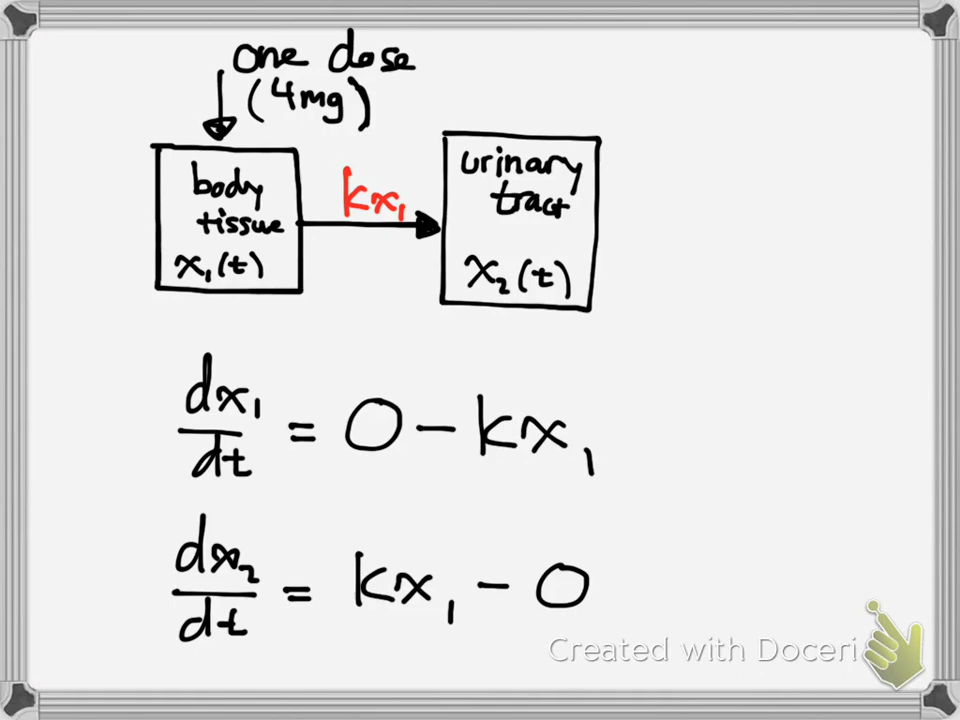 one dose
(4mg)
body
tissue
x₁(t)
kx₁
urinary
tract
x₂(t)
dx₁/dt = 0 - kx₁
dx₂/dt = kx₁ - 0
Created with Doceri